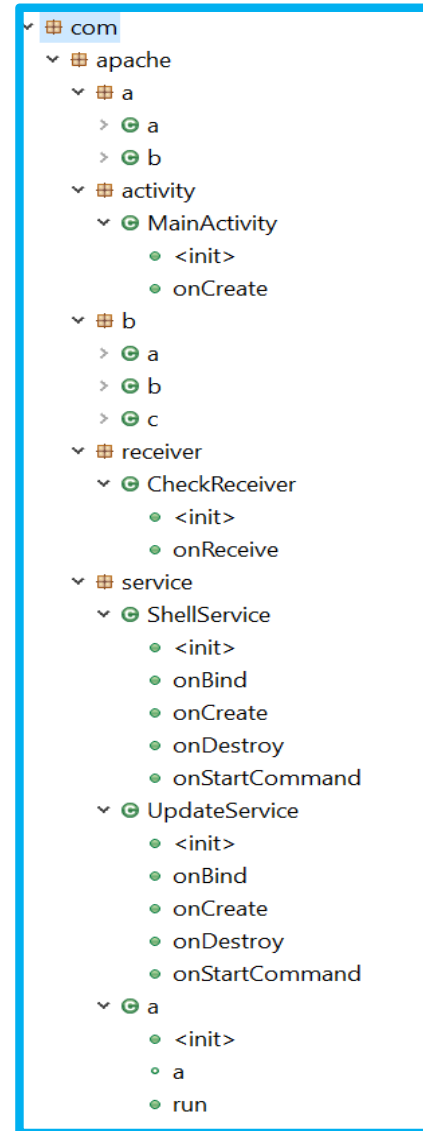 com
apache
a
a
b
activity
MainActivity
<init>
onCreate
b
a
b
c
receiver
CheckReceiver
<init>
onReceive
service
ShellService
<init>
onBind
onCreate
onDestroy
onStartCommand
UpdateService
<init>
onBind
onCreate
onDestroy
onStartCommand
a
<init>
a
run